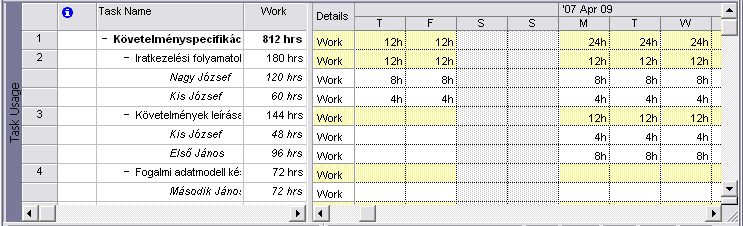 Task Name Work Details '07 Apr 09
T F S S M T W
1 − Követelményspecifikác 812 hrs Work 12h 12h 24h 24h 24h
2 − Iratkezelési folyamatol 180 hrs Work 12h 12h 12h 12h 12h
Nagy József 120 hrs Work 8h 8h 8h 8h 8h
Kis József 60 hrs Work 4h 4h 4h 4h 4h
3 − Követelmények leírása 144 hrs Work 12h 12h 12h
Kis József 48 hrs Work 4h 4h 4h
Első János 96 hrs Work 8h 8h 8h
4 − Fogalmi adatmodell kés 72 hrs Work
Második János 72 hrs Work
Task Usage